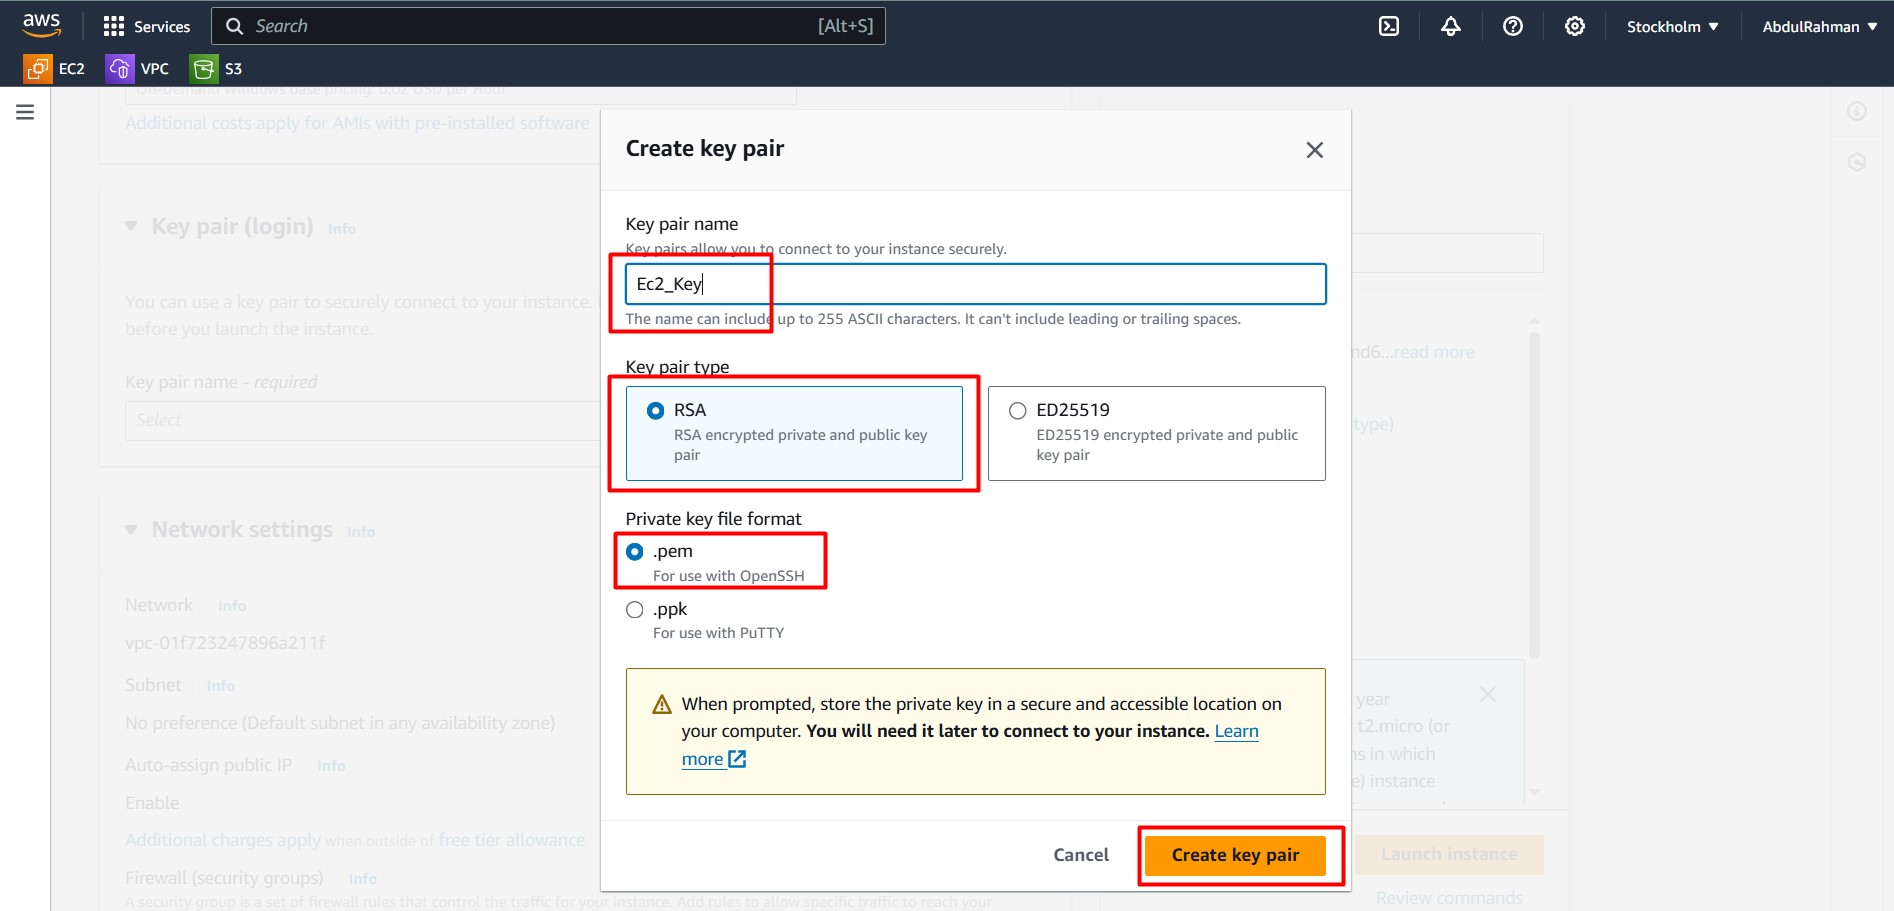 aws
Services
Search
[Alt+S]
Stockholm
AbdulRahman
EC2
VPC
S3
On-Demand Windows base pricing: 0.02 USD per Hour
Additional costs apply for AMIs with pre-installed software
Key pair (login) Info
You can use a key pair to securely connect to your instance.
before you launch the instance.
Key pair name - required
Select
Network settings Info
Network Info
vpc-01f723247896a211f
Subnet Info
No preference (Default subnet in any availability zone)
Auto-assign public IP Info
Enable
Additional charges apply when outside of free tier allowance
Firewall (security groups) Info
A security group is a set of firewall rules that control the traffic for your instance. Add rules to allow specific traffic to reach your
Create key pair
Key pair name
Key pairs allow you to connect to your instance securely.
Ec2_Key
The name can include up to 255 ASCII characters. It can't include leading or trailing spaces.
Key pair type
RSA
RSA encrypted private and public key
pair
ED25519
ED25519 encrypted private and public
key pair
Private key file format
.pem
For use with OpenSSH
.ppk
For use with PuTTY
When prompted, store the private key in a secure and accessible location on
your computer. You will need it later to connect to your instance. Learn
more
Cancel
Create key pair
nd6...read more
type)
year
t2.micro (or
ns in which
e) instance
Launch instance
Review commands